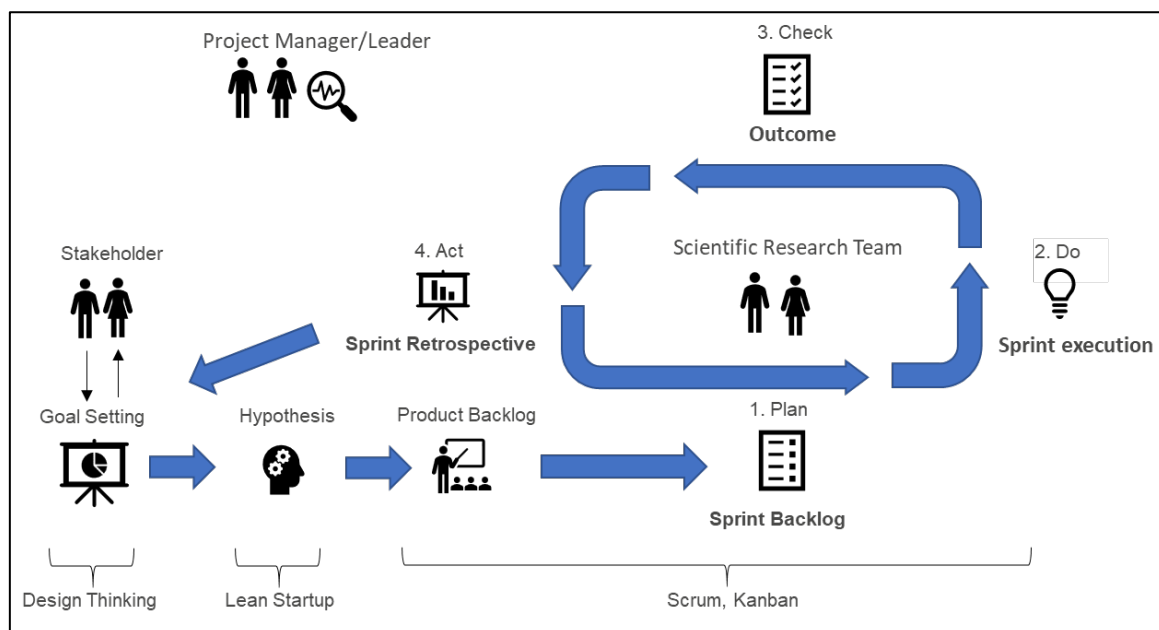 Project Manager/Leader
3. Check
Outcome
Stakeholder
4. Act
Scientific Research Team
2. Do
Sprint Retrospective
Sprint execution
Goal Setting
Hypothesis
Product Backlog
1. Plan
Sprint Backlog
Design Thinking
Lean Startup
Scrum, Kanban